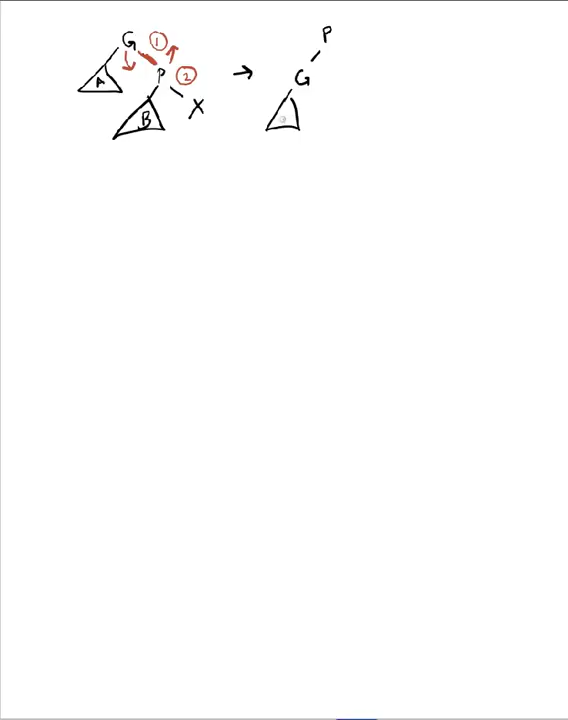 G ① P
A P ② → G
B X